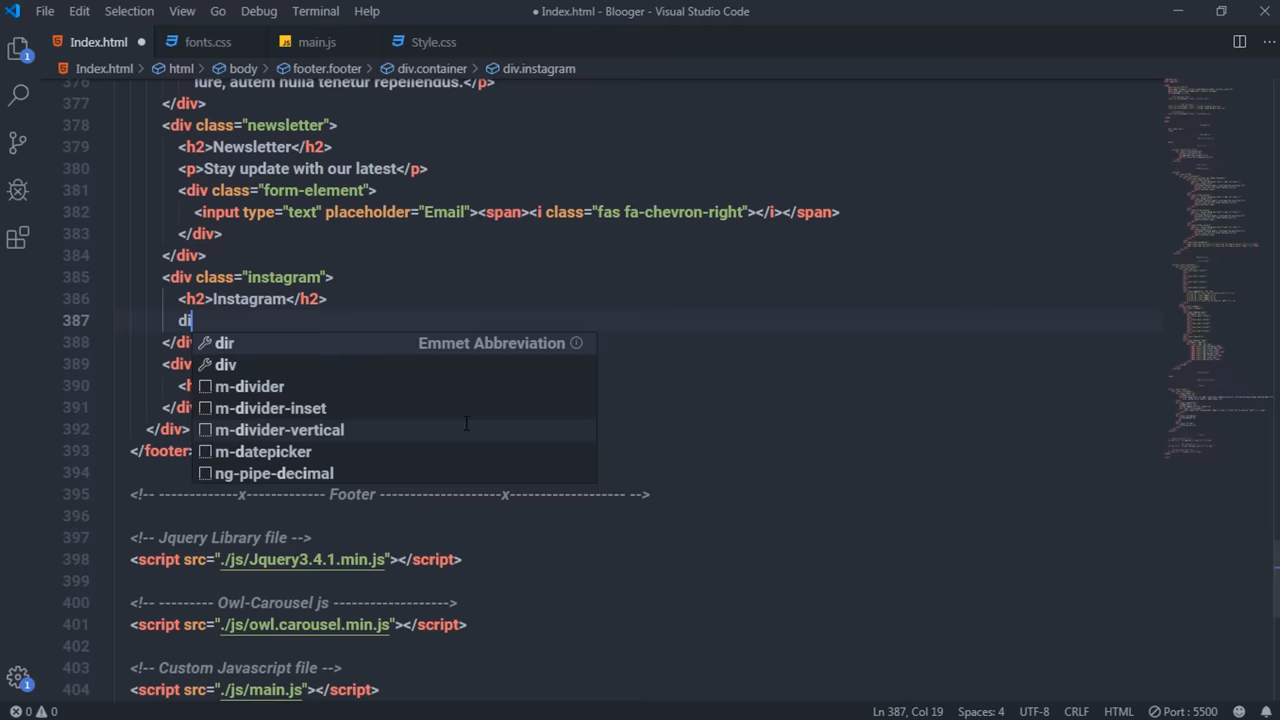 File Edit Selection View Go Debug Terminal Help
● Index.html - Blooger - Visual Studio Code
Index.html fonts.css main.js Style.css
Index.html html body footer.footer div.container div.instagram
376 iure, autem nulla tenetur repellendus.</p>
377 </div>
378 <div class="newsletter">
379 <h2>Newsletter</h2>
380 <p>Stay update with our latest</p>
381 <div class="form-element">
382 <input type="text" placeholder="Email"><span><i class="fas fa-chevron-right"></i></span>
383 </div>
384 </div>
385 <div class="instagram">
386 <h2>Instagram</h2>
387 di
dir Emmet Abbreviation
div
m-divider
m-divider-inset
m-divider-vertical
m-datepicker
ng-pipe-decimal
388 </di
389 <di
390 <h
391 </di
392 </div>
393 </footer>
394
395 <!-- -------------x------------- Footer ---------------------x------------------ -->
396
397 <!-- Jquery Library file -->
398 <script src="./js/Jquery3.4.1.min.js"></script>
399
400 <!-- --------- Owl-Carousel js ------------------->
401 <script src="./js/owl.carousel.min.js"></script>
402
403 <!-- Custom Javascript file -->
404 <script src="./js/main.js"></script>
0 0 Ln 387, Col 19 Spaces: 4 UTF-8 CRLF HTML Port : 5500